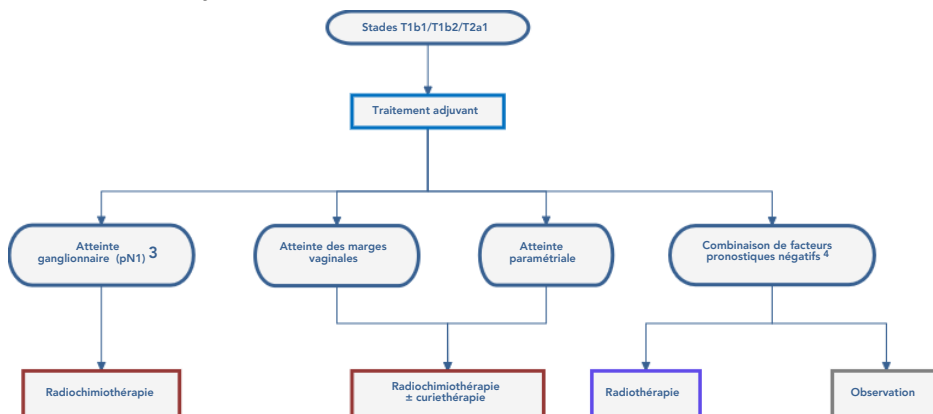 Stades T1b1/T1b2/T2a1
Traitement adjuvant
Atteinte
ganglionnaire (pN1) 3
Atteinte des marges
vaginales
Atteinte
paramétriale
Combinaison de facteurs
pronostiques négatifs 4
Radiochimiothérapie
Radiochimiothérapie
± curiethérapie
Radiothérapie
Observation